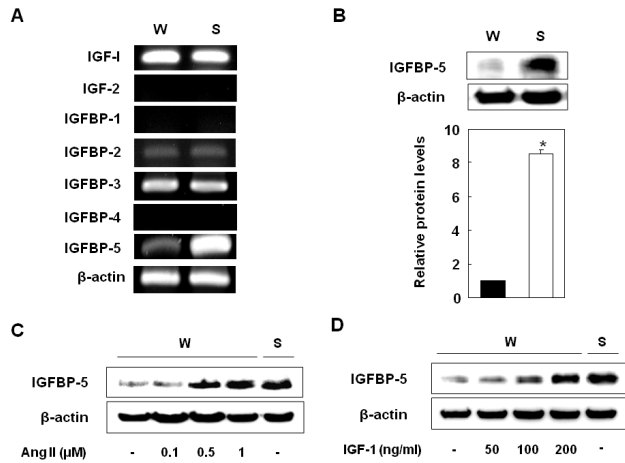 A
W S
IGF-I
IGF-2
IGFBP-1
IGFBP-2
IGFBP-3
IGFBP-4
IGFBP-5
β-actin
B
W S
IGFBP-5
β-actin
Relative protein levels
10
8
6
4
2
0
*
C
W S
IGFBP-5
β-actin
Ang II (μM) - 0.1 0.5 1 -
D
W S
IGFBP-5
β-actin
IGF-1 (ng/ml) - 50 100 200 -